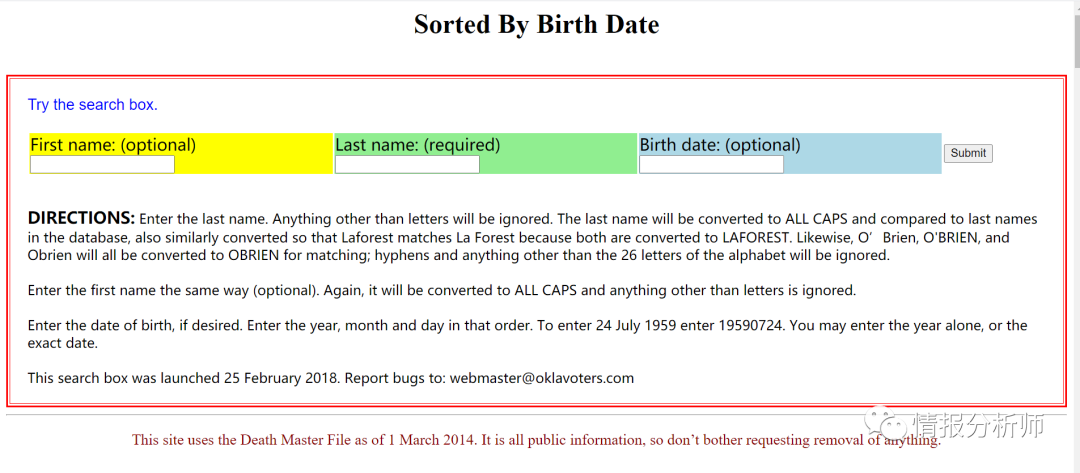 Sorted By Birth Date
Try the search box.
First name: (optional) Last name: (required) Birth date: (optional) Submit
DIRECTIONS: Enter the last name. Anything other than letters will be ignored. The last name will be converted to ALL CAPS and compared to last names
in the database, also similarly converted so that Laforest matches La Forest because both are converted to LAFOREST. Likewise, O’ Brien, O'BRIEN, and
Obrien will all be converted to OBRIEN for matching; hyphens and anything other than the 26 letters of the alphabet will be ignored.
Enter the first name the same way (optional). Again, it will be converted to ALL CAPS and anything other than letters is ignored.
Enter the date of birth, if desired. Enter the year, month and day in that order. To enter 24 July 1959 enter 19590724. You may enter the year alone, or the
exact date.
This search box was launched 25 February 2018. Report bugs to: webmaster@oklavoters.com
情报分析师
This site uses the Death Master File as of 1 March 2014. It is all public information, so don’t bother requesting removal of anything.